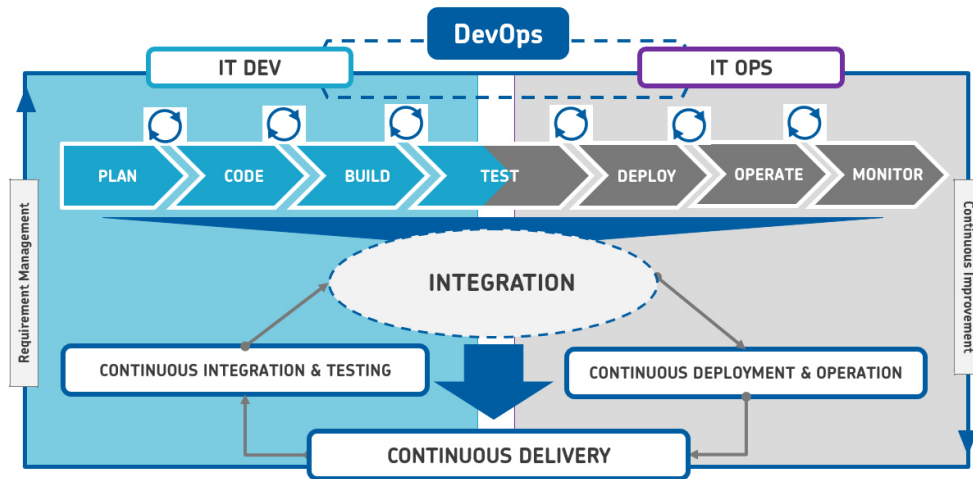 DevOps
IT DEV
IT OPS
PLAN
CODE
BUILD
TEST
DEPLOY
OPERATE
MONITOR
Requirement Management
Continuous Improvement
INTEGRATION
CONTINUOUS INTEGRATION & TESTING
CONTINUOUS DEPLOYMENT & OPERATION
CONTINUOUS DELIVERY